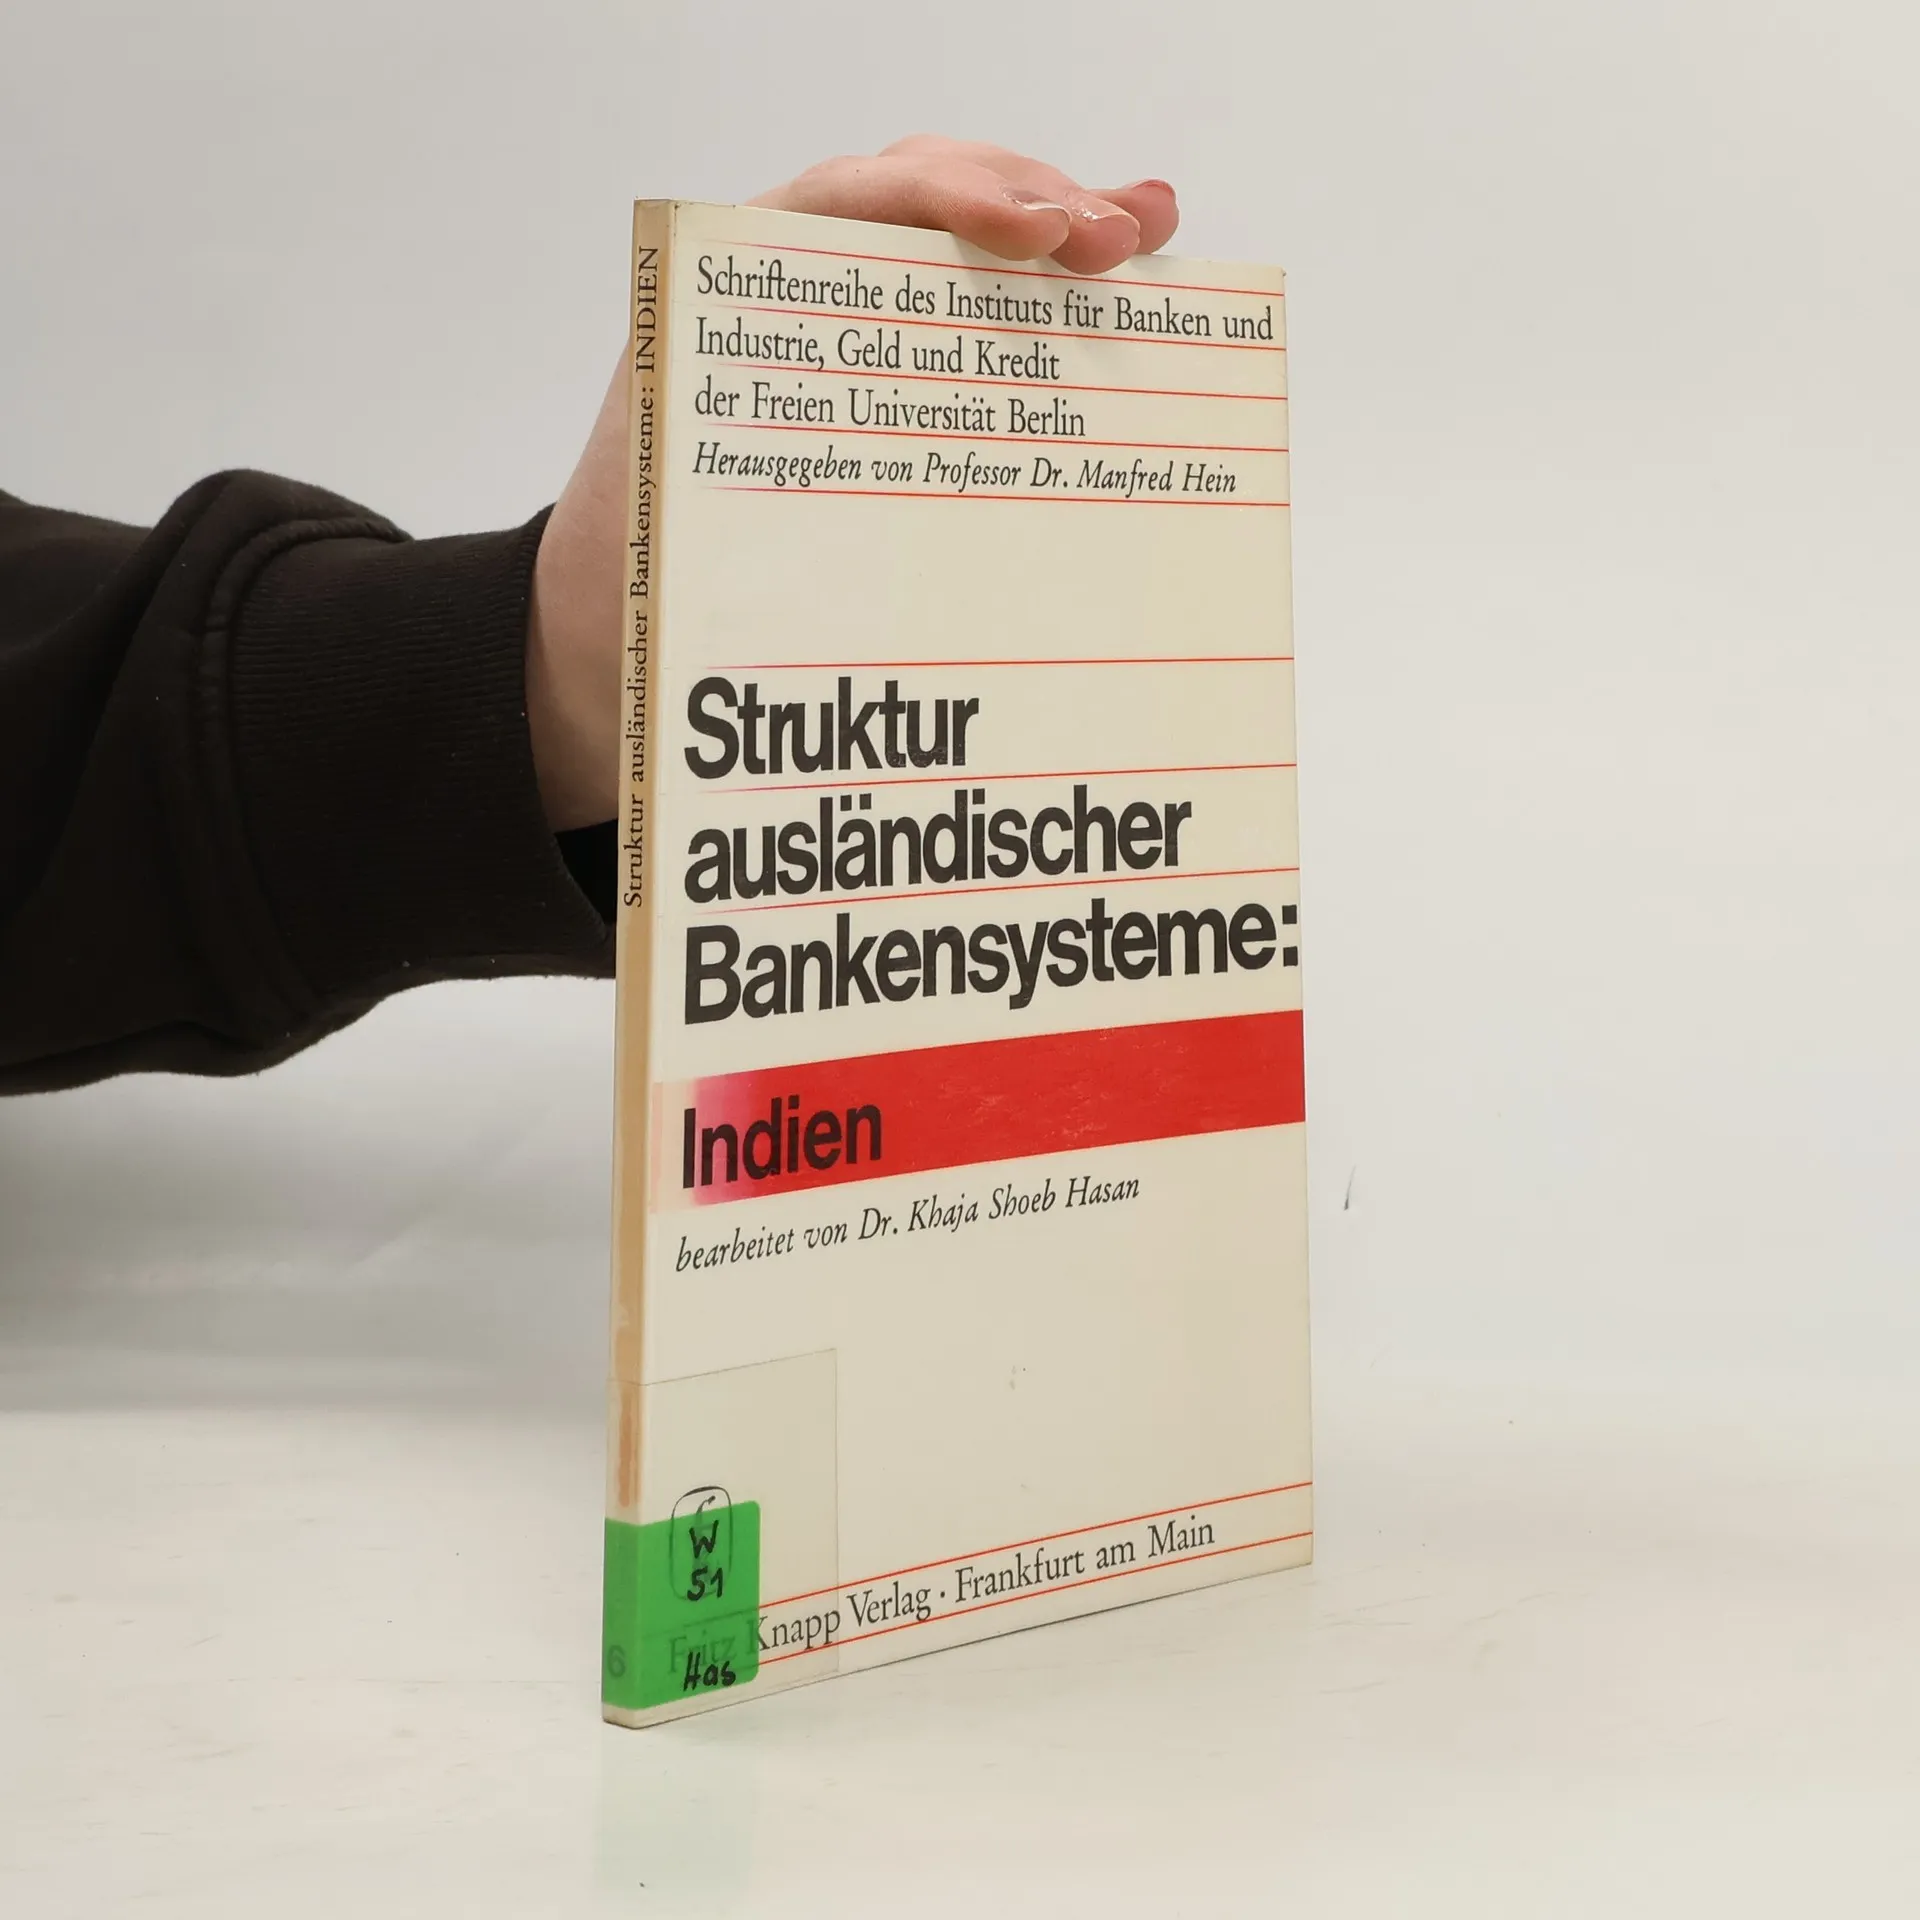 Struktur ausländischer Bankensysteme: INDIEN
Schriftenreihe des Instituts für Banken und
Industrie, Geld und Kredit
der Freien Universität Berlin
Herausgegeben von Professor Dr. Manfred Hein
Struktur
ausländischer
Bankensysteme:
Indien
bearbeitet von Dr. Khaja Shoeb Hasan
W
51
Has
6
Fritz Knapp Verlag · Frankfurt am Main